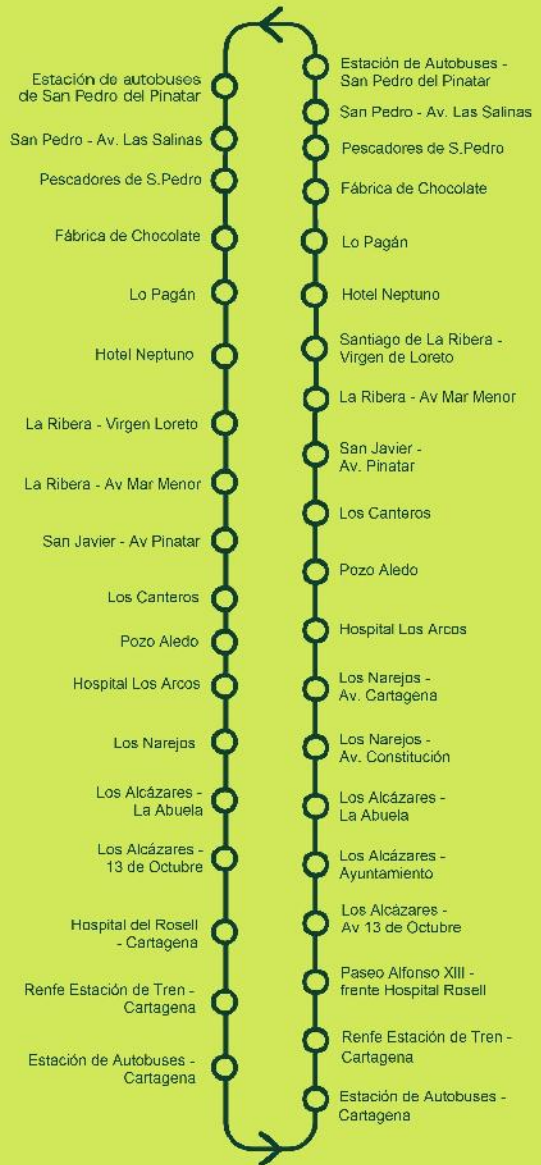 Estación de autobuses
de San Pedro del Pinatar
San Pedro - Av. Las Salinas
Pescadores de S.Pedro
Fábrica de Chocolate
Lo Pagán
Hotel Neptuno
La Ribera - Virgen Loreto
La Ribera - Av Mar Menor
San Javier - Av Pinatar
Los Canteros
Pozo Aledo
Hospital Los Arcos
Los Narejos
Los Alcázares -
La Abuela
Los Alcázares -
13 de Octubre
Hospital del Rosell
- Cartagena
Renfe Estación de Tren -
Cartagena
Estación de Autobuses -
Cartagena
Estación de Autobuses -
San Pedro del Pinatar
San Pedro - Av. Las Salinas
Pescadores de S.Pedro
Fábrica de Chocolate
Lo Pagán
Hotel Neptuno
Santiago de La Ribera -
Virgen de Loreto
La Ribera - Av Mar Menor
San Javier -
Av. Pinatar
Los Canteros
Pozo Aledo
Hospital Los Arcos
Los Narejos -
Av. Cartagena
Los Narejos -
Av. Constitución
Los Alcázares -
La Abuela
Los Alcázares -
Ayuntamiento
Los Alcázares -
Av 13 de Octubre
Paseo Alfonso XIII -
frente Hospital Rosell
Renfe Estación de Tren -
Cartagena
Estación de Autobuses -
Cartagena